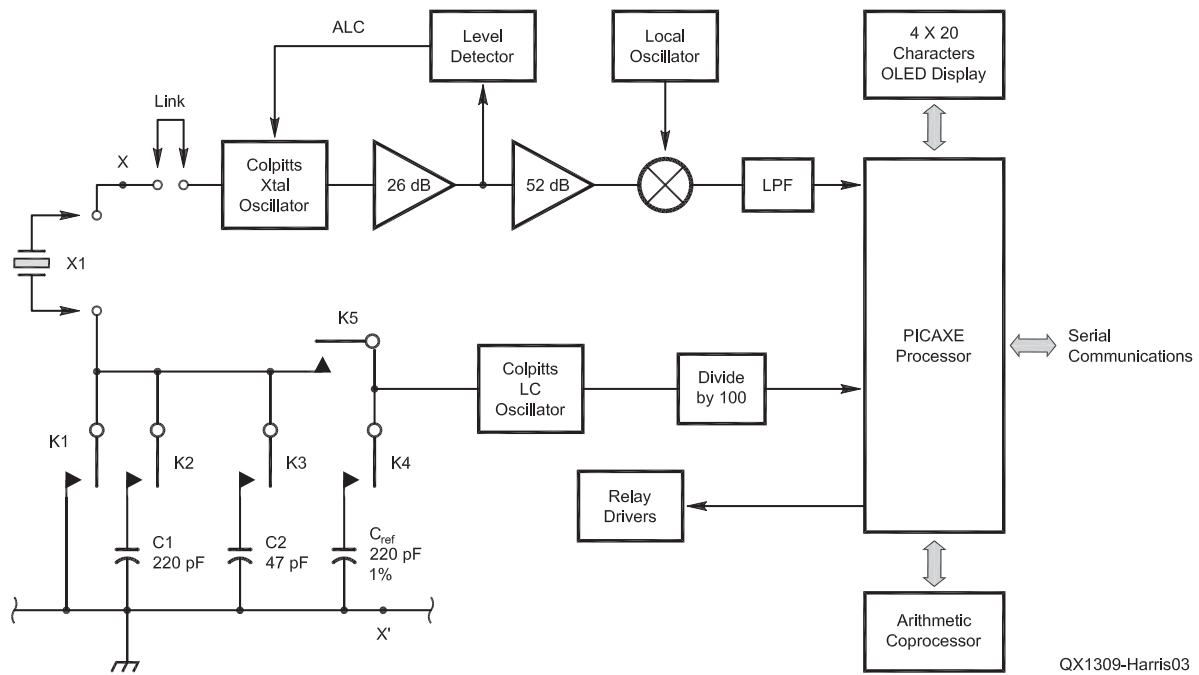 ALC
Level
Detector
Local
Oscillator
4 X 20
Characters
OLED Display
Link
X
Colpitts
Xtal
Oscillator
26 dB
52 dB
LPF
X1
K5
PICAXE
Processor
Serial
Communications
Colpitts
LC
Oscillator
Divide
by 100
K1
K2
K3
K4
Relay
Drivers
C1
220 pF
C2
47 pF
Cref
220 pF
1%
X'
Arithmetic
Coprocessor
QX1309-Harris03